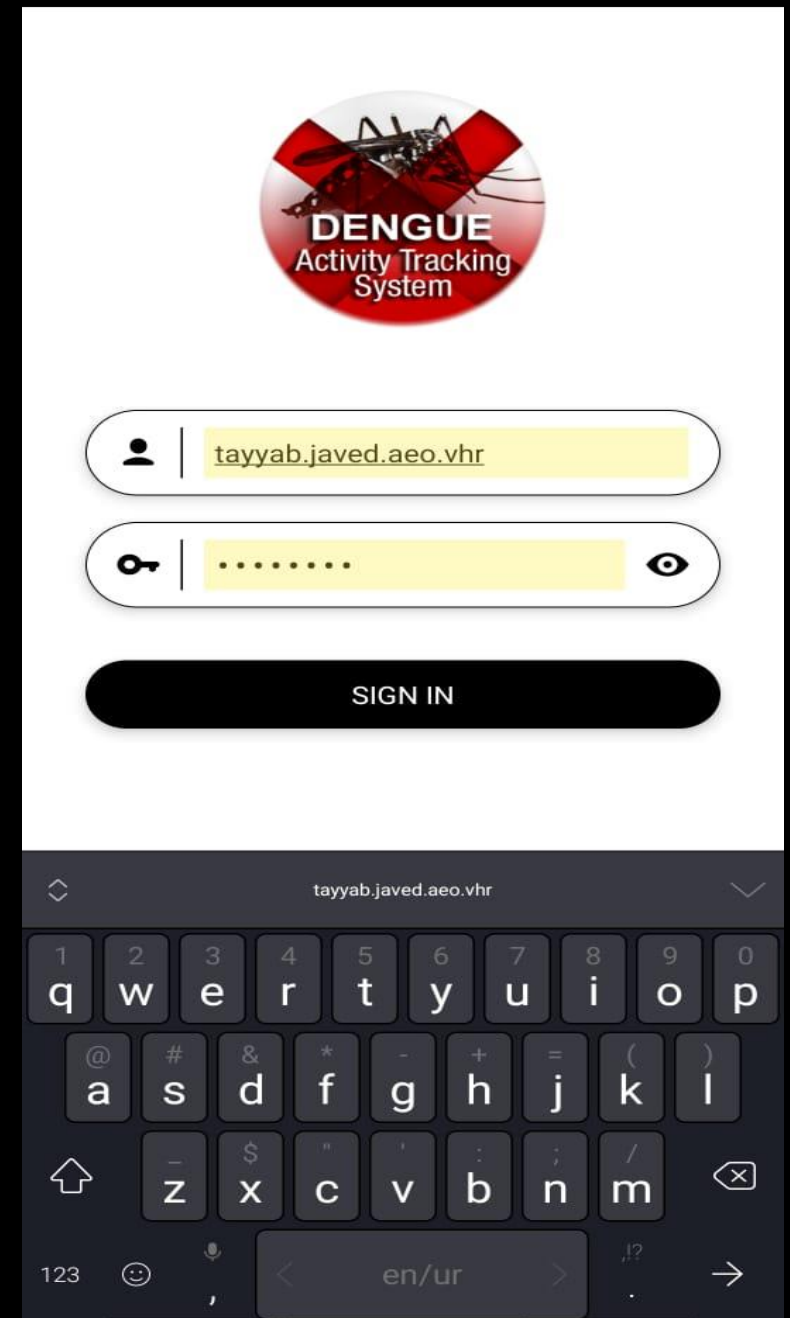 DENGUE
Activity Tracking
System
tayyab.javed.aeo.vhr
••••••••
SIGN IN
tayyab.javed.aeo.vhr
1 2 3 4 5 6 7 8 9 0
q w e r t y u i o p
@ # & * - + = ( )
a s d f g h j k l
_ $ " ' : ; /
z x c v b n m
123 , en/ur ,!? .